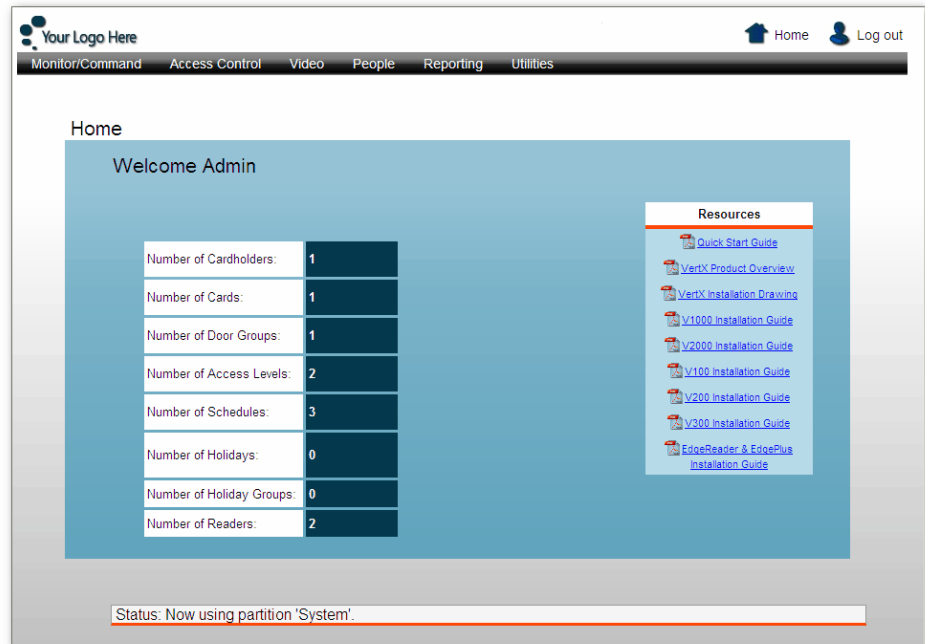 Your Logo Here
Home
Log out
Monitor/Command Access Control Video People Reporting Utilities
Home
Welcome Admin
Number of Cardholders: 1
Number of Cards: 1
Number of Door Groups: 1
Number of Access Levels: 2
Number of Schedules: 3
Number of Holidays: 0
Number of Holiday Groups: 0
Number of Readers: 2
Resources
Quick Start Guide
VertX Product Overview
VertX Installation Drawing
V1000 Installation Guide
V2000 Installation Guide
V100 Installation Guide
V200 Installation Guide
V300 Installation Guide
EdgeReader & EdgePlus
Installation Guide
Status: Now using partition 'System'.